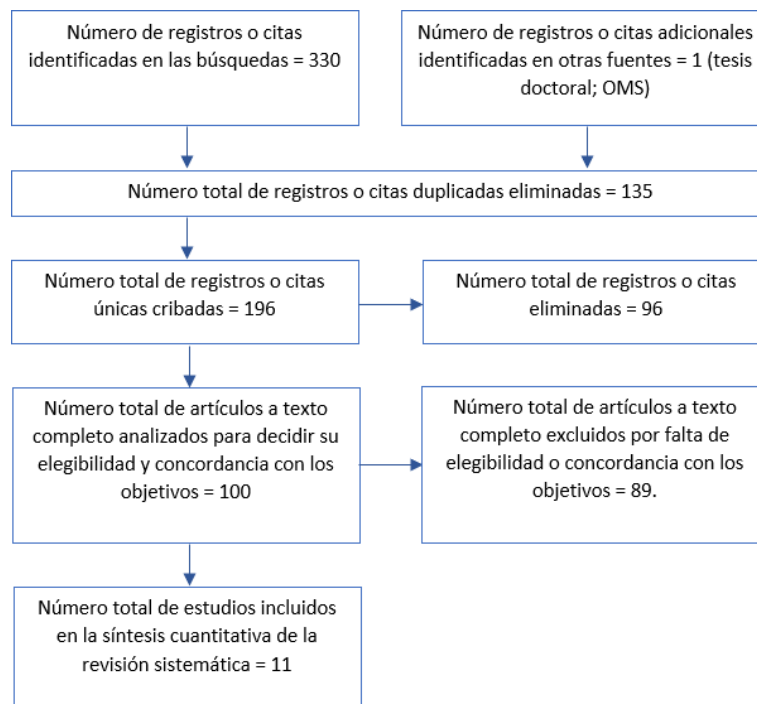 Número de registros o citas
identificadas en las búsquedas = 330
Número de registros o citas adicionales
identificadas en otras fuentes = 1 (tesis
doctoral; OMS)
Número total de registros o citas duplicadas eliminadas = 135
Número total de registros o citas
únicas cribadas = 196
Número total de registros o citas
eliminadas = 96
Número total de artículos a texto
completo analizados para decidir su
elegibilidad y concordancia con los
objetivos = 100
Número total de artículos a texto
completo excluidos por falta de
elegibilidad o concordancia con los
objetivos = 89.
Número total de estudios incluidos
en la síntesis cuantitativa de la
revisión sistemática = 11